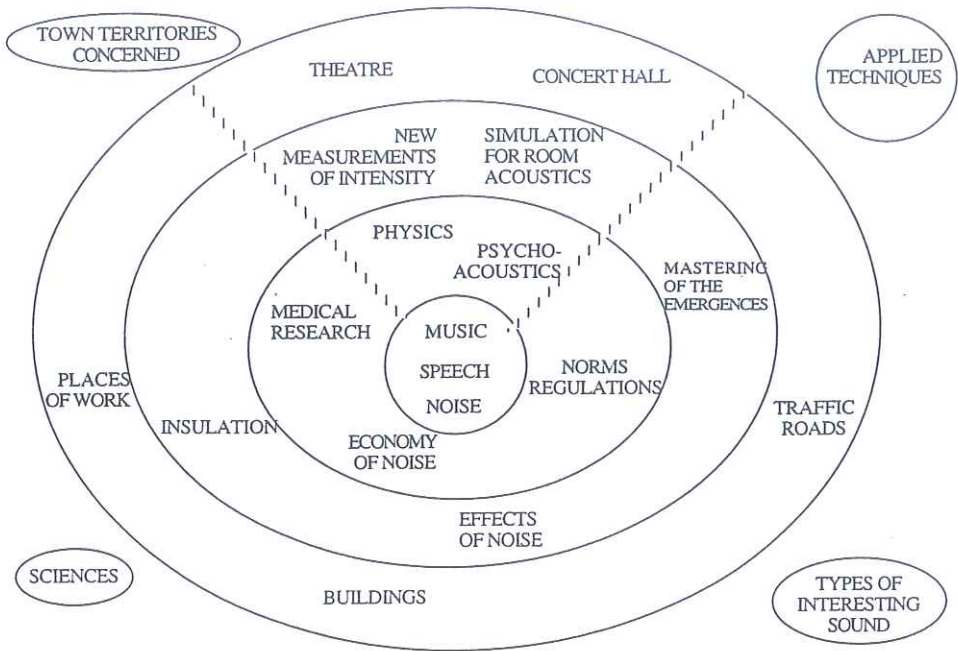 TOWN TERRITORIES
CONCERNED
APPLIED
TECHNIQUES
THEATRE
CONCERT HALL
NEW
MEASUREMENTS
OF INTENSITY
SIMULATION
FOR ROOM
ACOUSTICS
PHYSICS
PSYCHO-
ACOUSTICS
MASTERING
OF THE
EMERGENCES
MEDICAL
RESEARCH
MUSIC
SPEECH
NOISE
NORMS
REGULATIONS
PLACES
OF WORK
INSULATION
TRAFFIC
ROADS
ECONOMY
OF NOISE
EFFECTS
OF NOISE
SCIENCES
BUILDINGS
TYPES OF
INTERESTING
SOUND